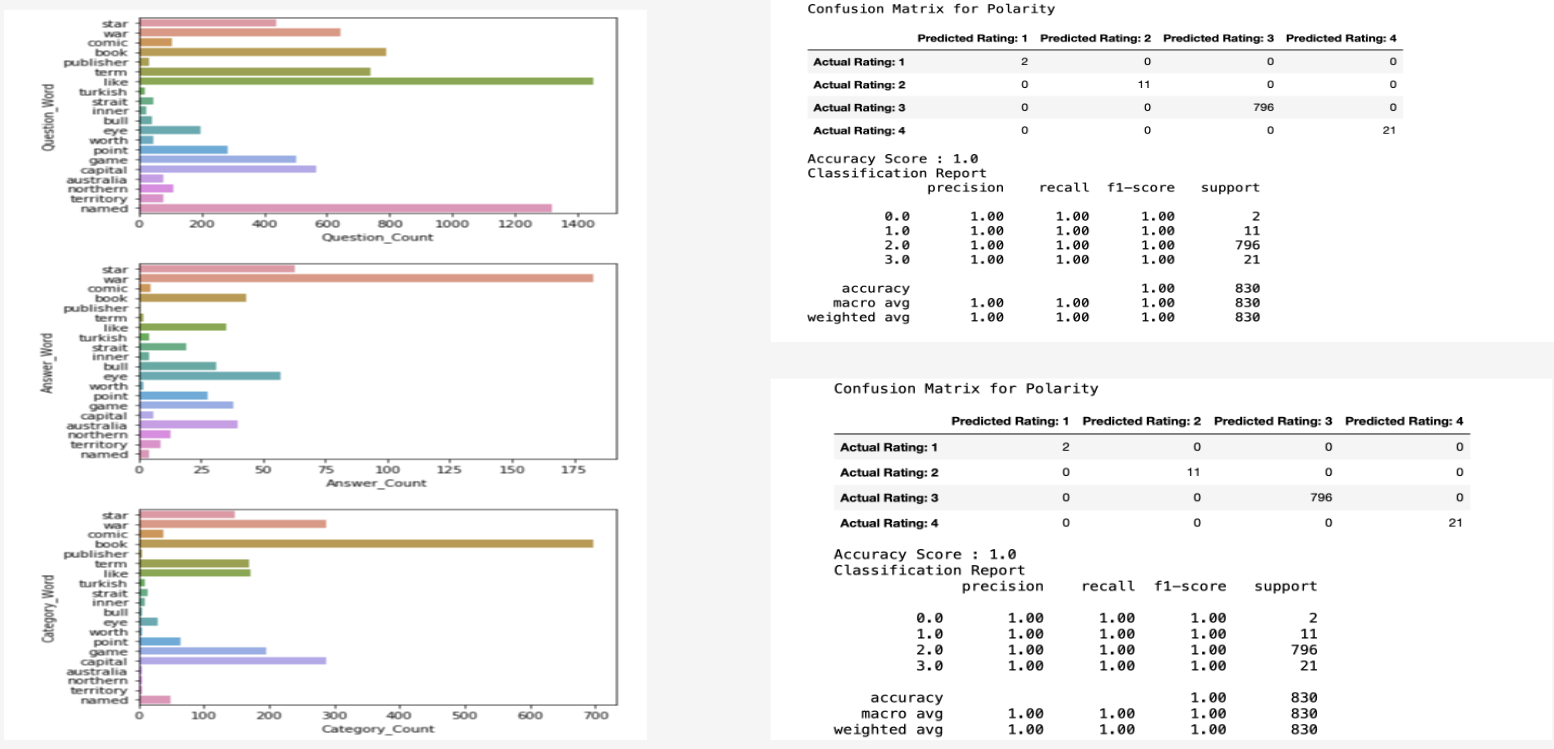 star
war
comic
book
publisher
term
like
turkish
strait
inner
bull
eye
worth
point
game
capital
australia
northern
territory
named
Question_Word
0 200 400 600 800 1000 1200 1400
Question_Count
star
war
comic
book
publisher
term
like
turkish
strait
inner
bull
eye
worth
point
game
capital
australia
northern
territory
named
Answer_Word
0 25 50 75 100 125 150 175
Answer_Count
star
war
comic
book
publisher
term
like
turkish
strait
inner
bull
eye
worth
point
game
capital
australia
northern
territory
named
Category_Word
0 100 200 300 400 500 600 700
Category_Count
Confusion Matrix for Polarity
Predicted Rating: 1 Predicted Rating: 2 Predicted Rating: 3 Predicted Rating: 4
Actual Rating: 1 2 0 0 0
Actual Rating: 2 0 11 0 0
Actual Rating: 3 0 0 796 0
Actual Rating: 4 0 0 0 21
Accuracy Score : 1.0
Classification Report
precision recall f1-score support
0.0 1.00 1.00 1.00 2
1.0 1.00 1.00 1.00 11
2.0 1.00 1.00 1.00 796
3.0 1.00 1.00 1.00 21
accuracy 1.00 830
macro avg 1.00 1.00 1.00 830
weighted avg 1.00 1.00 1.00 830
Confusion Matrix for Polarity
Predicted Rating: 1 Predicted Rating: 2 Predicted Rating: 3 Predicted Rating: 4
Actual Rating: 1 2 0 0 0
Actual Rating: 2 0 11 0 0
Actual Rating: 3 0 0 796 0
Actual Rating: 4 0 0 0 21
Accuracy Score : 1.0
Classification Report
precision recall f1-score support
0.0 1.00 1.00 1.00 2
1.0 1.00 1.00 1.00 11
2.0 1.00 1.00 1.00 796
3.0 1.00 1.00 1.00 21
accuracy 1.00 830
macro avg 1.00 1.00 1.00 830
weighted avg 1.00 1.00 1.00 830